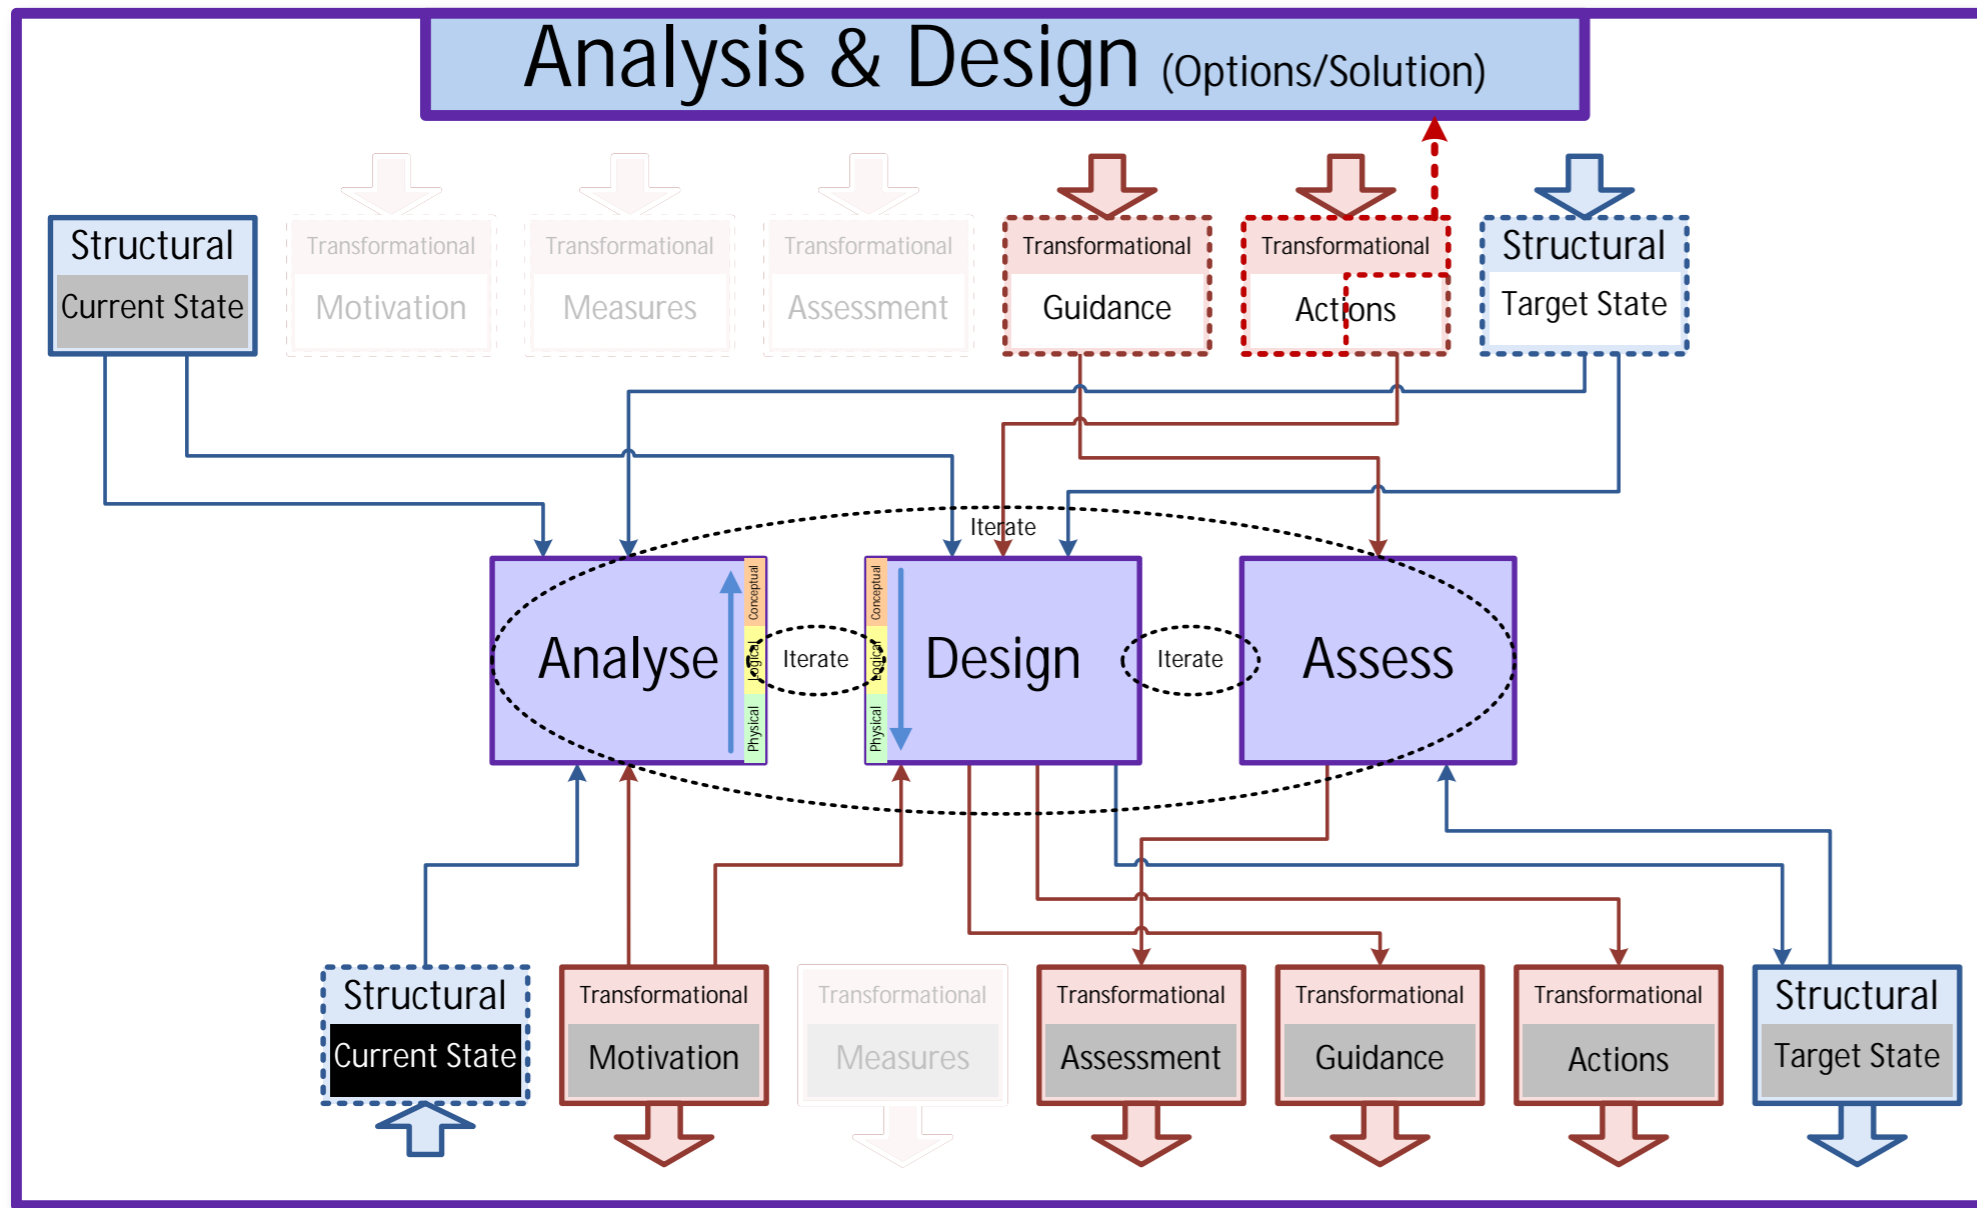 Analysis & Design (Options/Solution)
Structural
Current State
Transformational
Motivation
Transformational
Measures
Transformational
Assessment
Transformational
Guidance
Transformational
Actions
Structural
Target State
Iterate
Analyse
Conceptual
Logical
Physical
Iterate
Conceptual
Logical
Physical
Design
Iterate
Assess
Structural
Current State
Transformational
Motivation
Transformational
Measures
Transformational
Assessment
Transformational
Guidance
Transformational
Actions
Structural
Target State